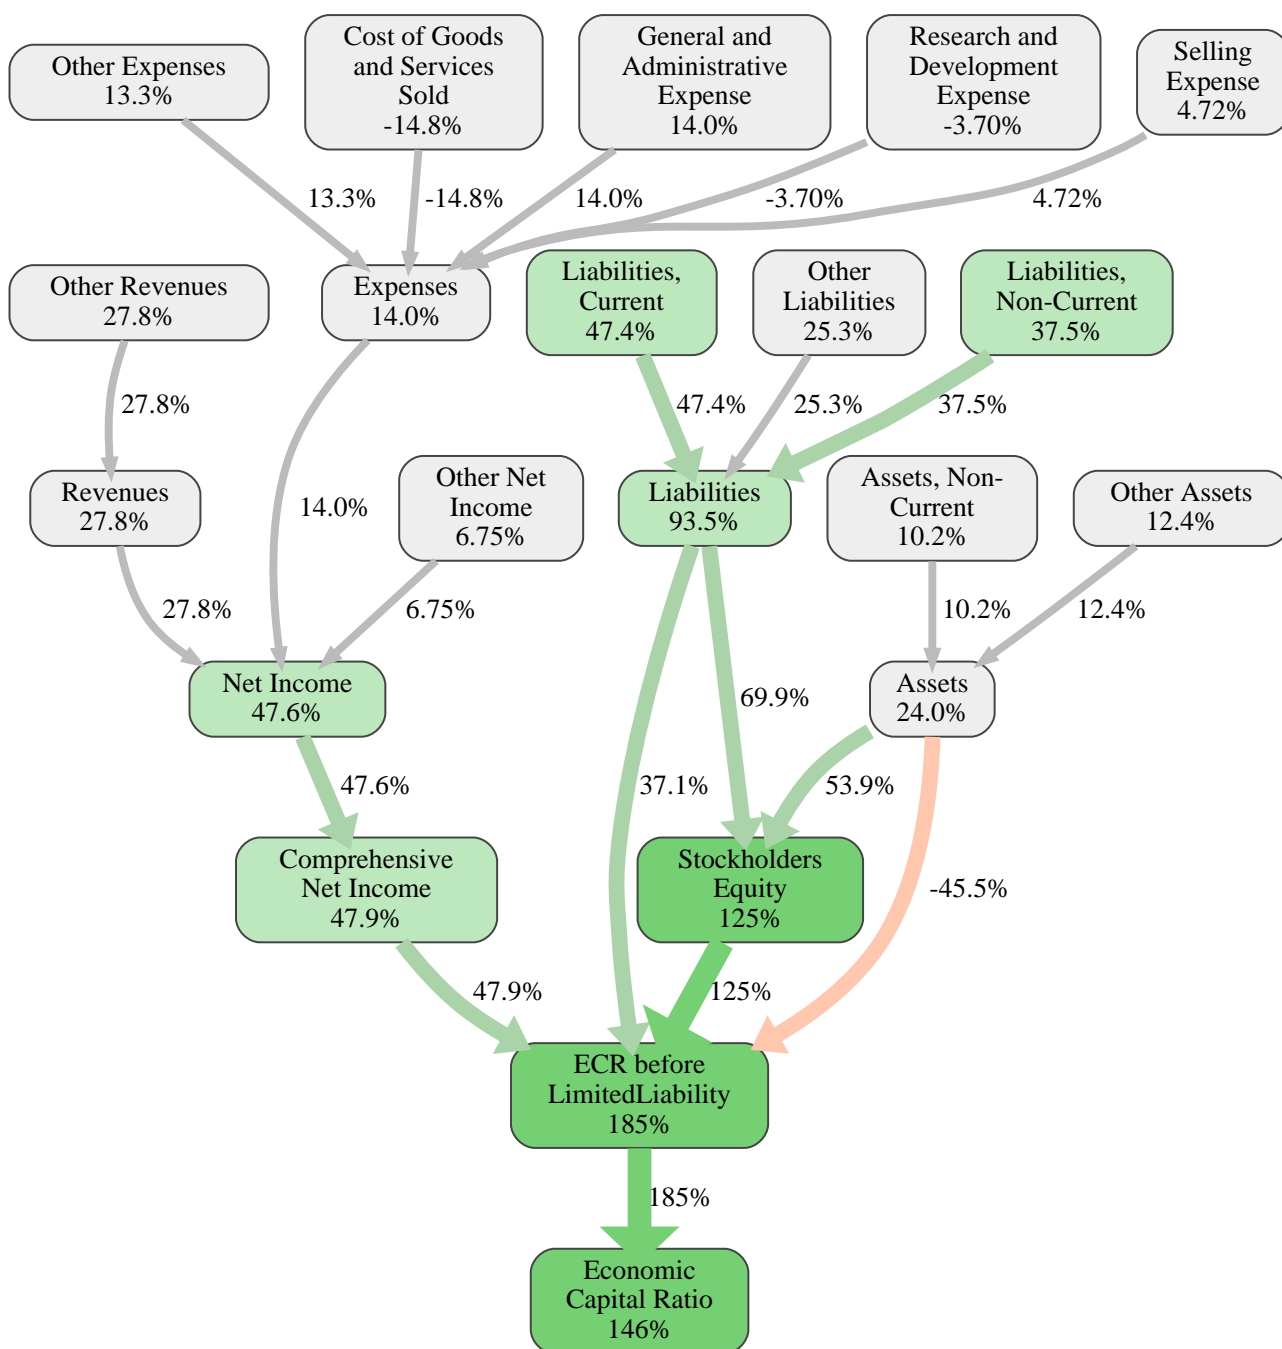 Other Expenses
13.3%
Cost of Goods
and Services
Sold
-14.8%
General and
Administrative
Expense
14.0%
Research and
Development
Expense
-3.70%
Selling
Expense
4.72%
13.3%
-14.8%
14.0%
-3.70%
4.72%
Other Revenues
27.8%
Expenses
14.0%
Liabilities,
Current
47.4%
Other
Liabilities
25.3%
Liabilities,
Non-Current
37.5%
27.8%
47.4%
25.3%
37.5%
Revenues
27.8%
14.0%
Other Net
Income
6.75%
Liabilities
93.5%
Assets, Non-
Current
10.2%
Other Assets
12.4%
27.8%
6.75%
10.2%
12.4%
Net Income
47.6%
69.9%
Assets
24.0%
47.6%
37.1%
53.9%
Comprehensive
Net Income
47.9%
Stockholders
Equity
125%
-45.5%
47.9%
125%
ECR before
LimitedLiability
185%
185%
Economic
Capital Ratio
146%